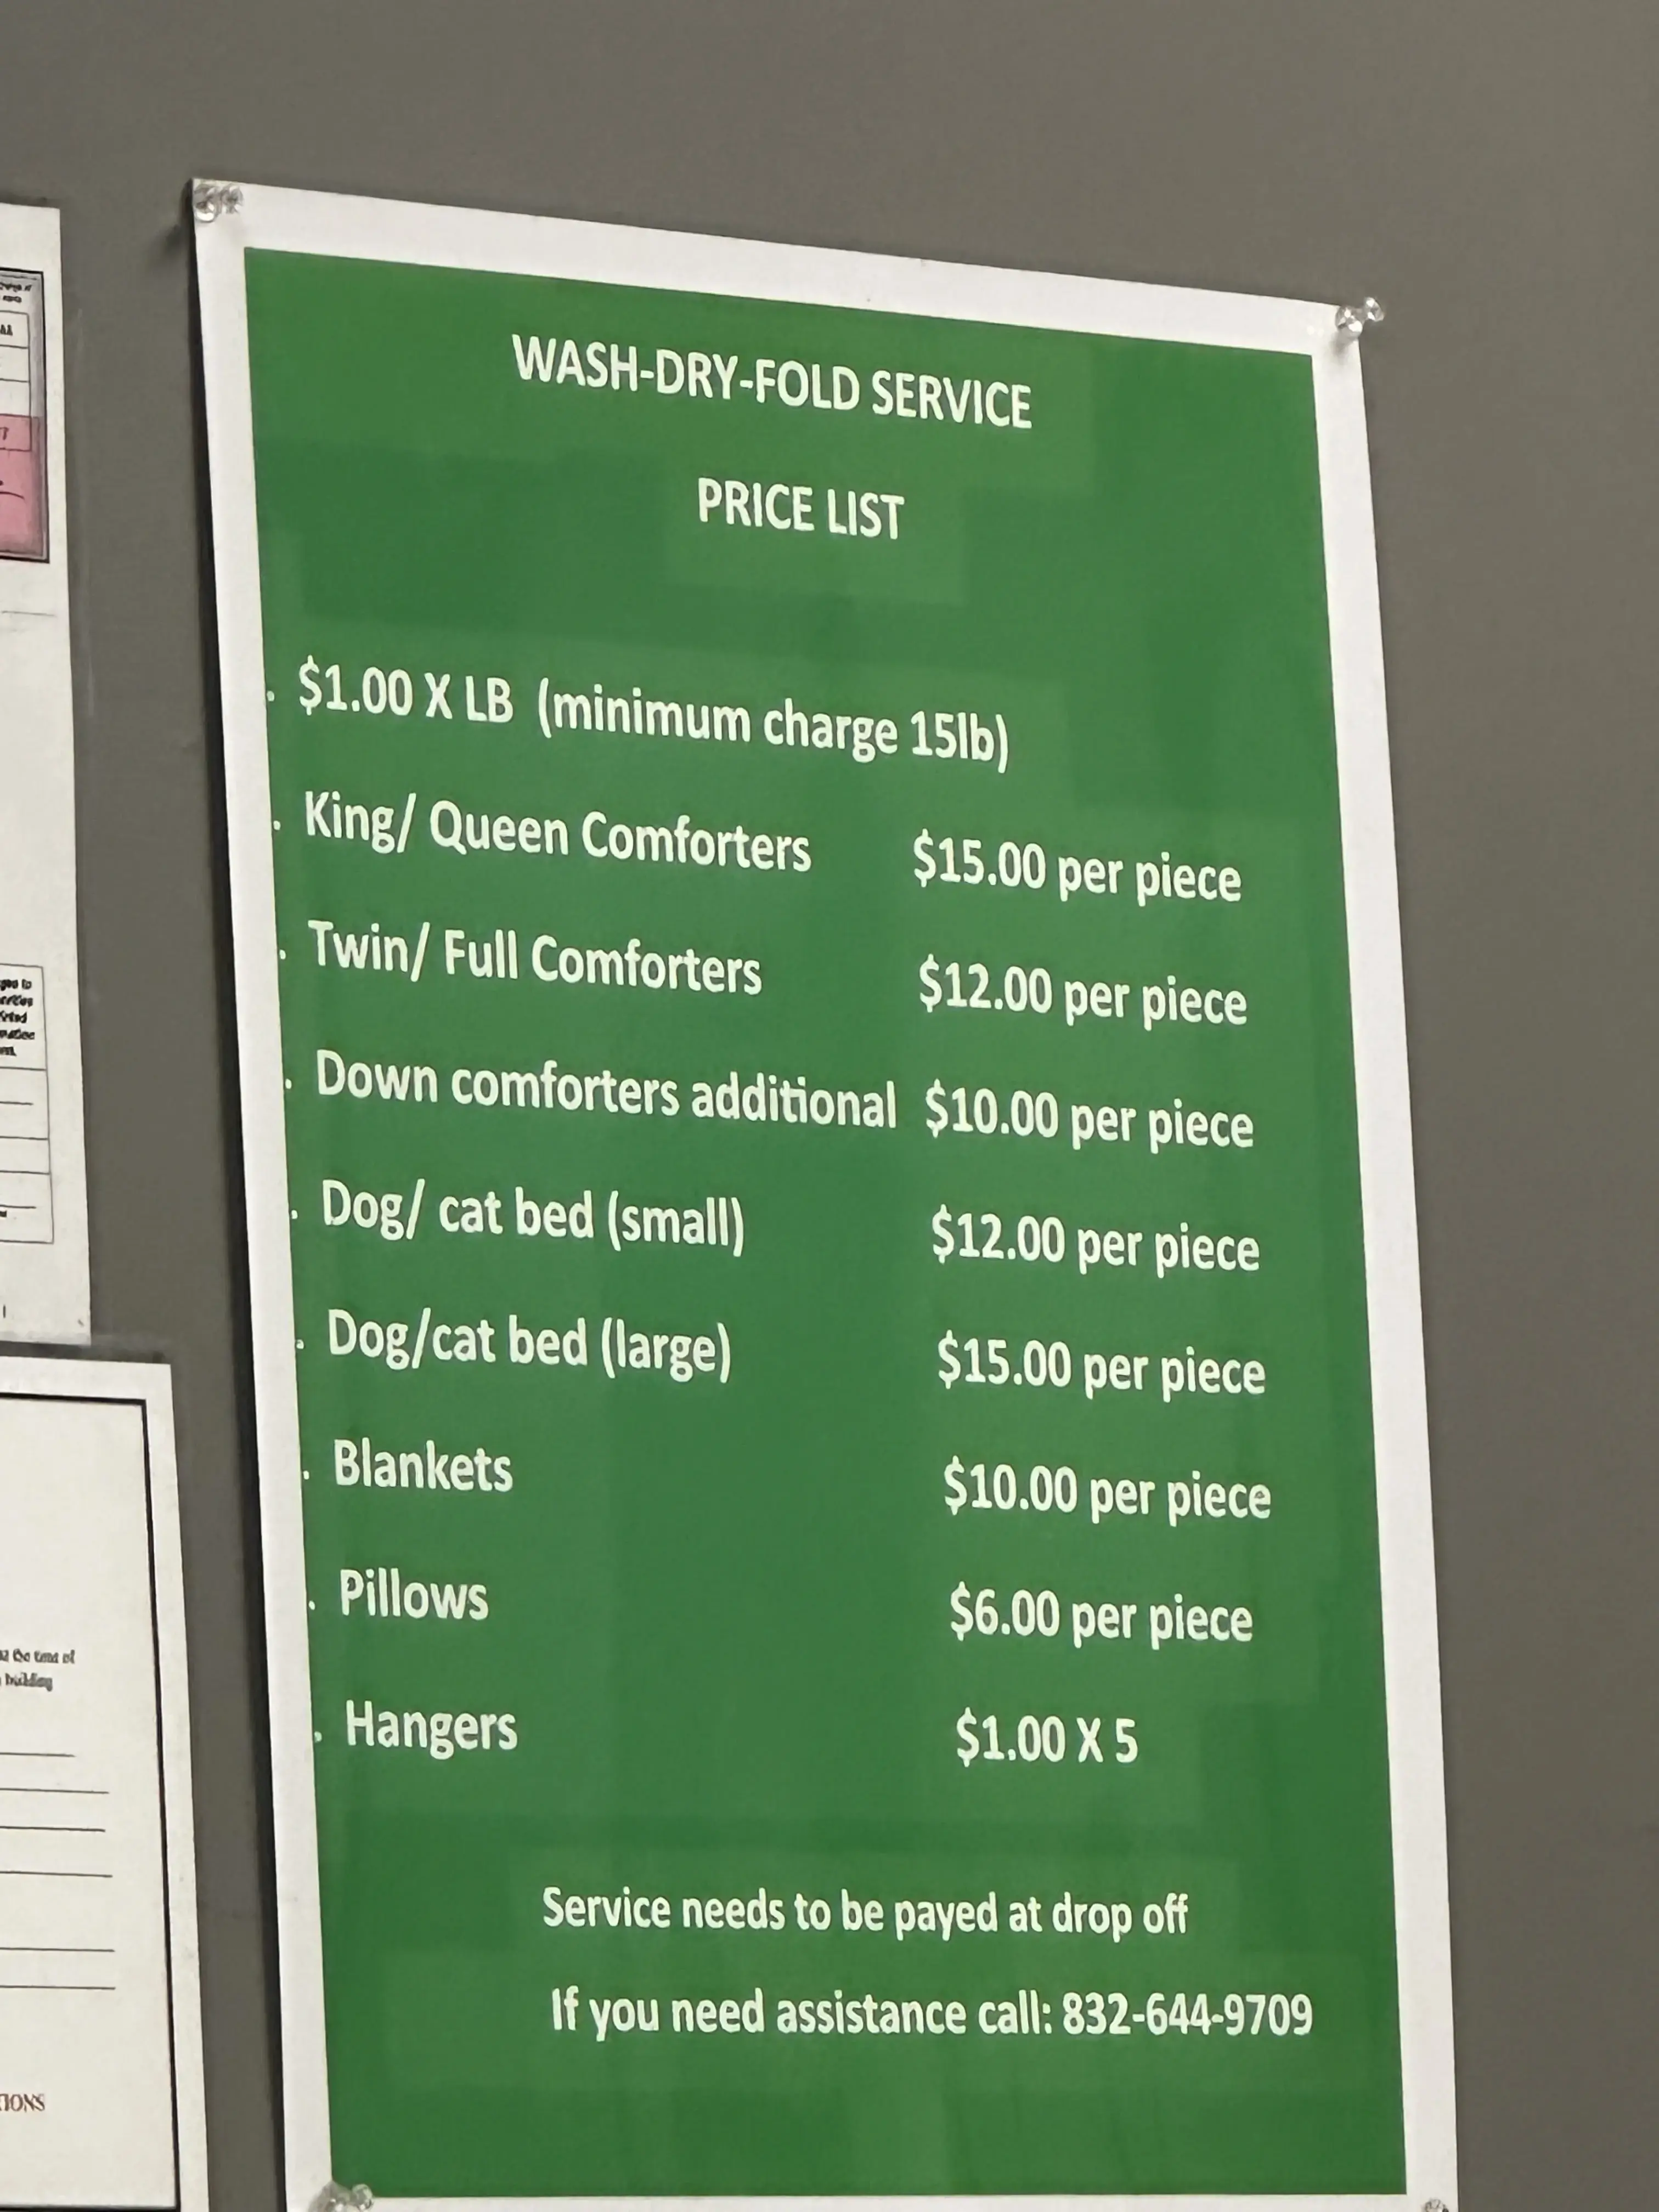 WASH-DRY-FOLD SERVICE
PRICE LIST
. $1.00 X LB (minimum charge 15lb)
. King/ Queen Comforters $15.00 per piece
. Twin/ Full Comforters $12.00 per piece
. Down comforters additional $10.00 per piece
. Dog/ cat bed (small) $12.00 per piece
. Dog/cat bed (large) $15.00 per piece
. Blankets $10.00 per piece
. Pillows $6.00 per piece
. Hangers $1.00 X 5
Service needs to be payed at drop off
If you need assistance call: 832-644-9709
building